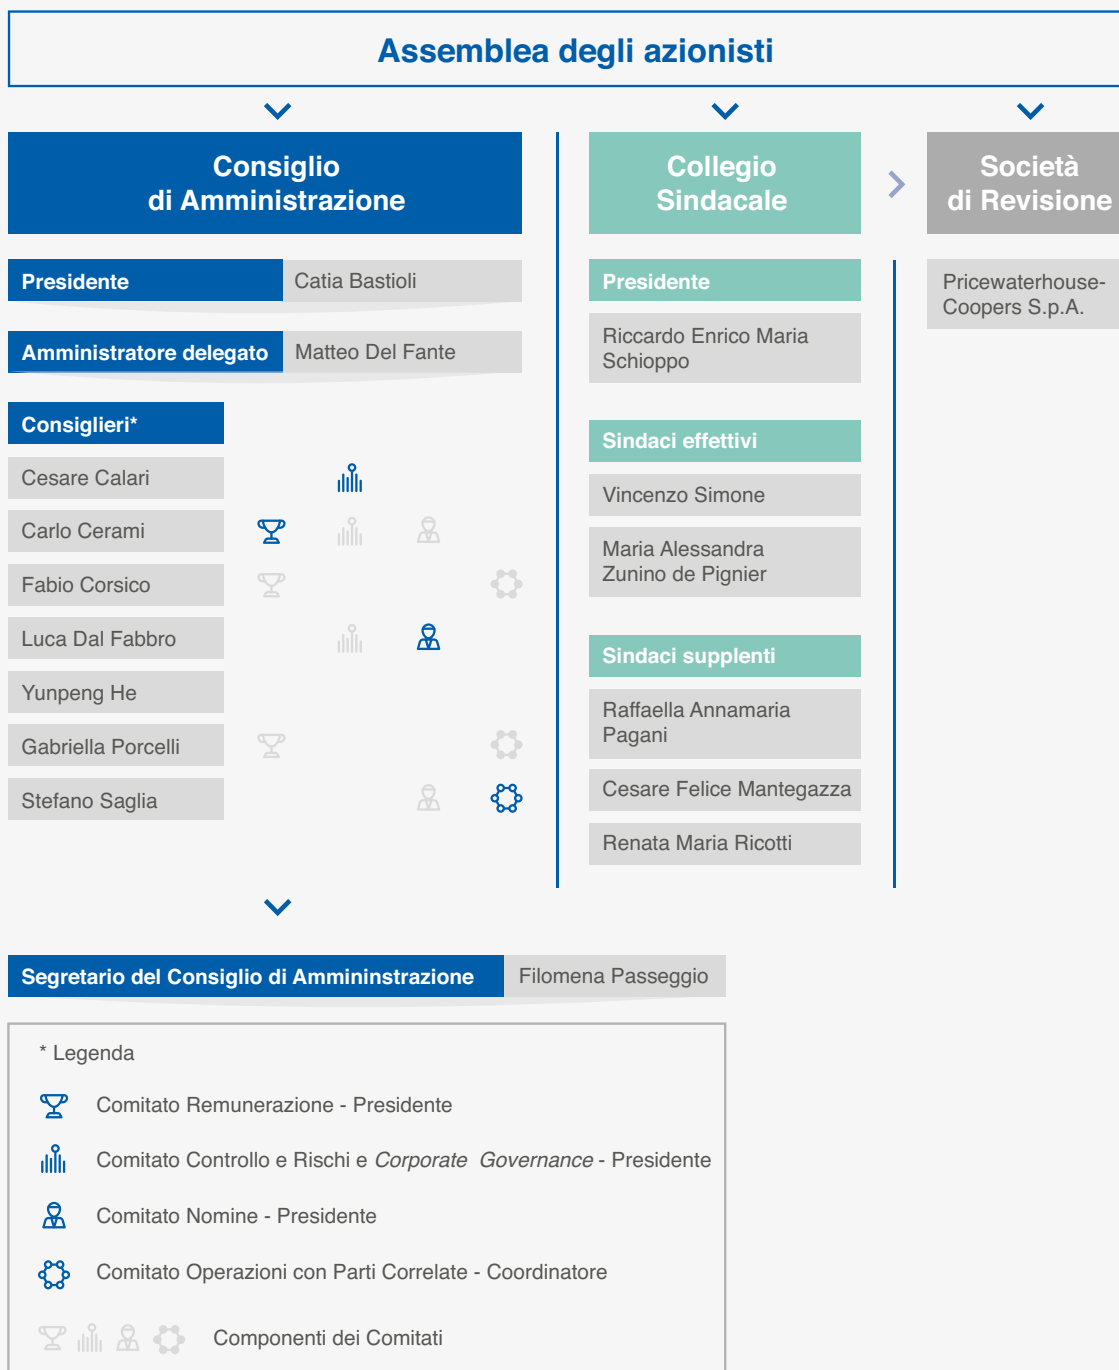 Assemblea degli azionisti
Consiglio
di Amministrazione
Presidente
Catia Bastioli
Amministratore delegato
Matteo Del Fante
Consiglieri*
Cesare Calari
Carlo Cerami
Fabio Corsico
Luca Dal Fabbro
Yunpeng He
Gabriella Porcelli
Stefano Saglia
Collegio
Sindacale
Presidente
Riccardo Enrico Maria
Schioppo
Sindaci effettivi
Vincenzo Simone
Maria Alessandra
Zunino de Pignier
Sindaci supplenti
Raffaella Annamaria
Pagani
Cesare Felice Mantegazza
Renata Maria Ricotti
Società
di Revisione
Pricewaterhouse-
Coopers S.p.A.
Segretario del Consiglio di Ammininstrazione
Filomena Passeggio
* Legenda
Comitato Remunerazione - Presidente
Comitato Controllo e Rischi e Corporate Governance - Presidente
Comitato Nomine - Presidente
Comitato Operazioni con Parti Correlate - Coordinatore
Componenti dei Comitati